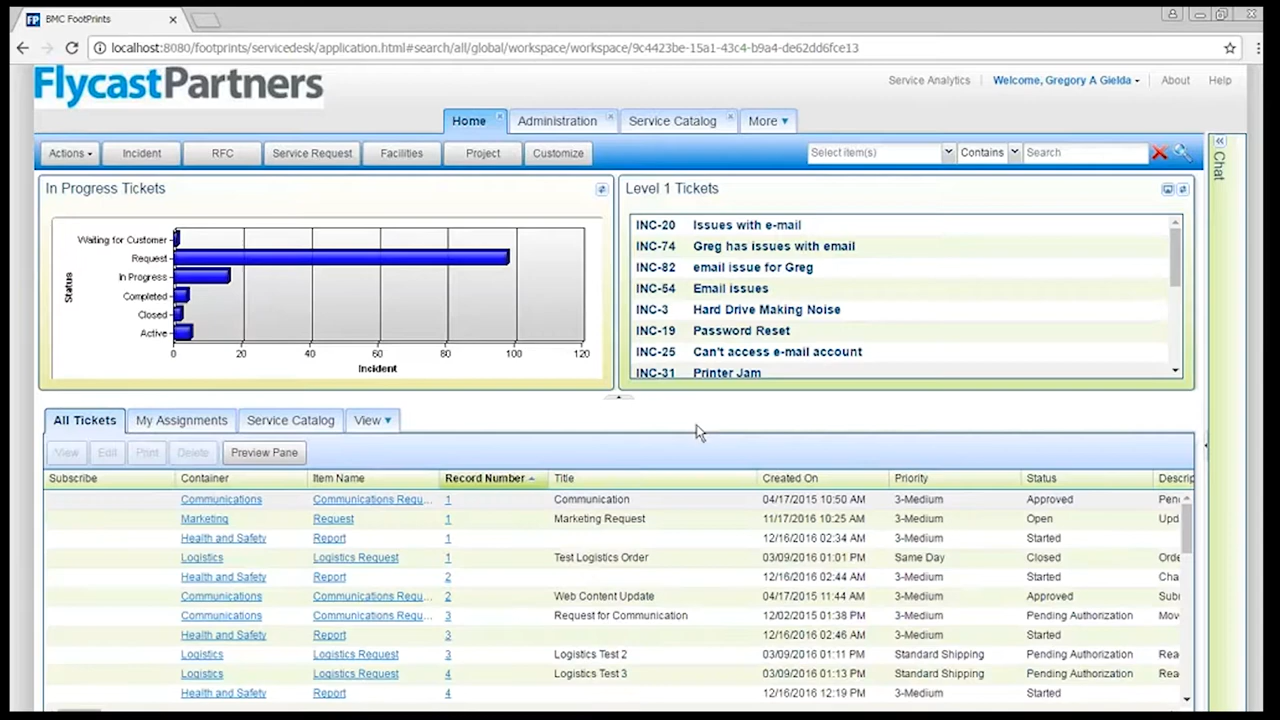 FP BMC FootPrints
localhost:8080/footprints/servicedesk/application.html#search/all/global/workspace/workspace/9c4423be-15a1-43c4-b9a4-de62dd6fce13
FlycastPartners
Service Analytics Welcome, Gregory A Gielda About Help
Home Administration Service Catalog More
Actions Incident RFC Service Request Facilities Project Customize Select item(s) Contains Search
Chat
In Progress Tickets
Status
Waiting for Customer
Request
In Progress
Completed
Closed
Active
0 20 40 60 80 100 120
Incident
Level 1 Tickets
INC-20 Issues with e-mail
INC-74 Greg has issues with email
INC-82 email issue for Greg
INC-54 Email issues
INC-3 Hard Drive Making Noise
INC-19 Password Reset
INC-25 Can't access e-mail account
INC-31 Printer Jam
All Tickets My Assignments Service Catalog View
View Edit Print Delete Preview Pane
Subscribe Container Item Name Record Number Title Created On Priority Status Descrip
Communications Communications Requ... 1 Communication 04/17/2015 10:50 AM 3-Medium Approved Pen
Marketing Request 1 Marketing Request 11/17/2016 10:25 AM 3-Medium Open Upd
Health and Safety Report 1 12/16/2016 02:34 AM 3-Medium Started
Logistics Logistics Request 1 Test Logistics Order 03/09/2016 01:01 PM Same Day Closed Orde
Health and Safety Report 2 12/16/2016 02:44 AM 3-Medium Started Cha
Communications Communications Requ... 2 Web Content Update 04/17/2015 11:44 AM 3-Medium Approved Sub
Communications Communications Requ... 3 Request for Communication 12/02/2015 01:38 PM 3-Medium Pending Authorization Mov
Health and Safety Report 3 12/16/2016 02:46 AM 3-Medium Started
Logistics Logistics Request 3 Logistics Test 2 03/09/2016 01:11 PM Standard Shipping Pending Authorization Rea
Logistics Logistics Request 4 Logistics Test 3 03/09/2016 01:13 PM Standard Shipping Pending Authorization Rea
Health and Safety Report 4 12/16/2016 12:19 PM 3-Medium Started